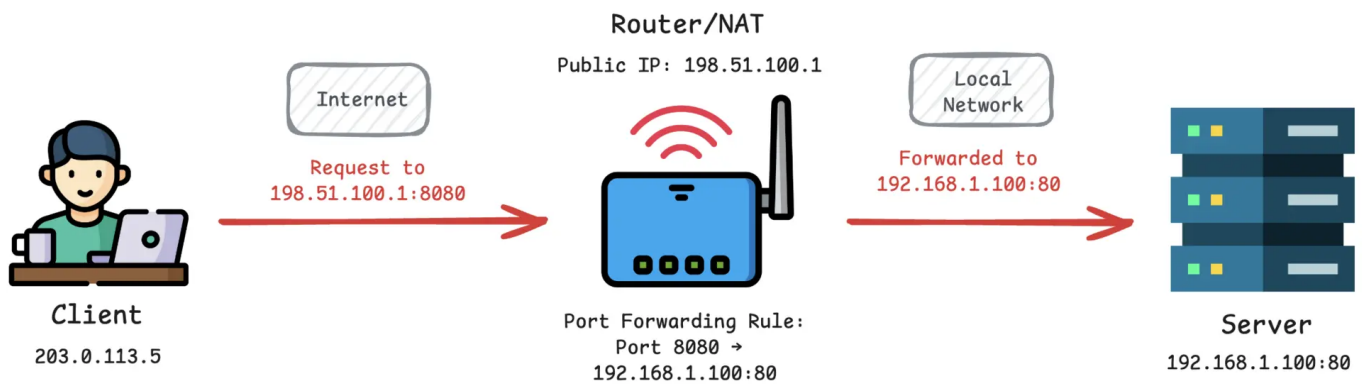 Router/NAT
Public IP: 198.51.100.1
Internet
Local
Network
Request to
198.51.100.1:8080
Forwarded to
192.168.1.100:80
Client
203.0.113.5
Port Forwarding Rule:
Port 8080 →
192.168.1.100:80
Server
192.168.1.100:80